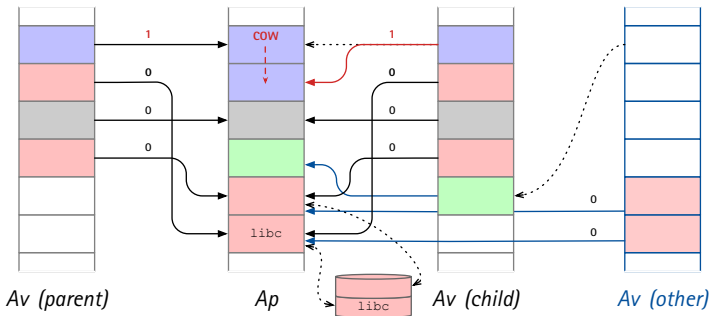 1 cow 1
0 0
0 0
0 0
0
libc 0
Av (parent) Ap Av (child) Av (other)
libc